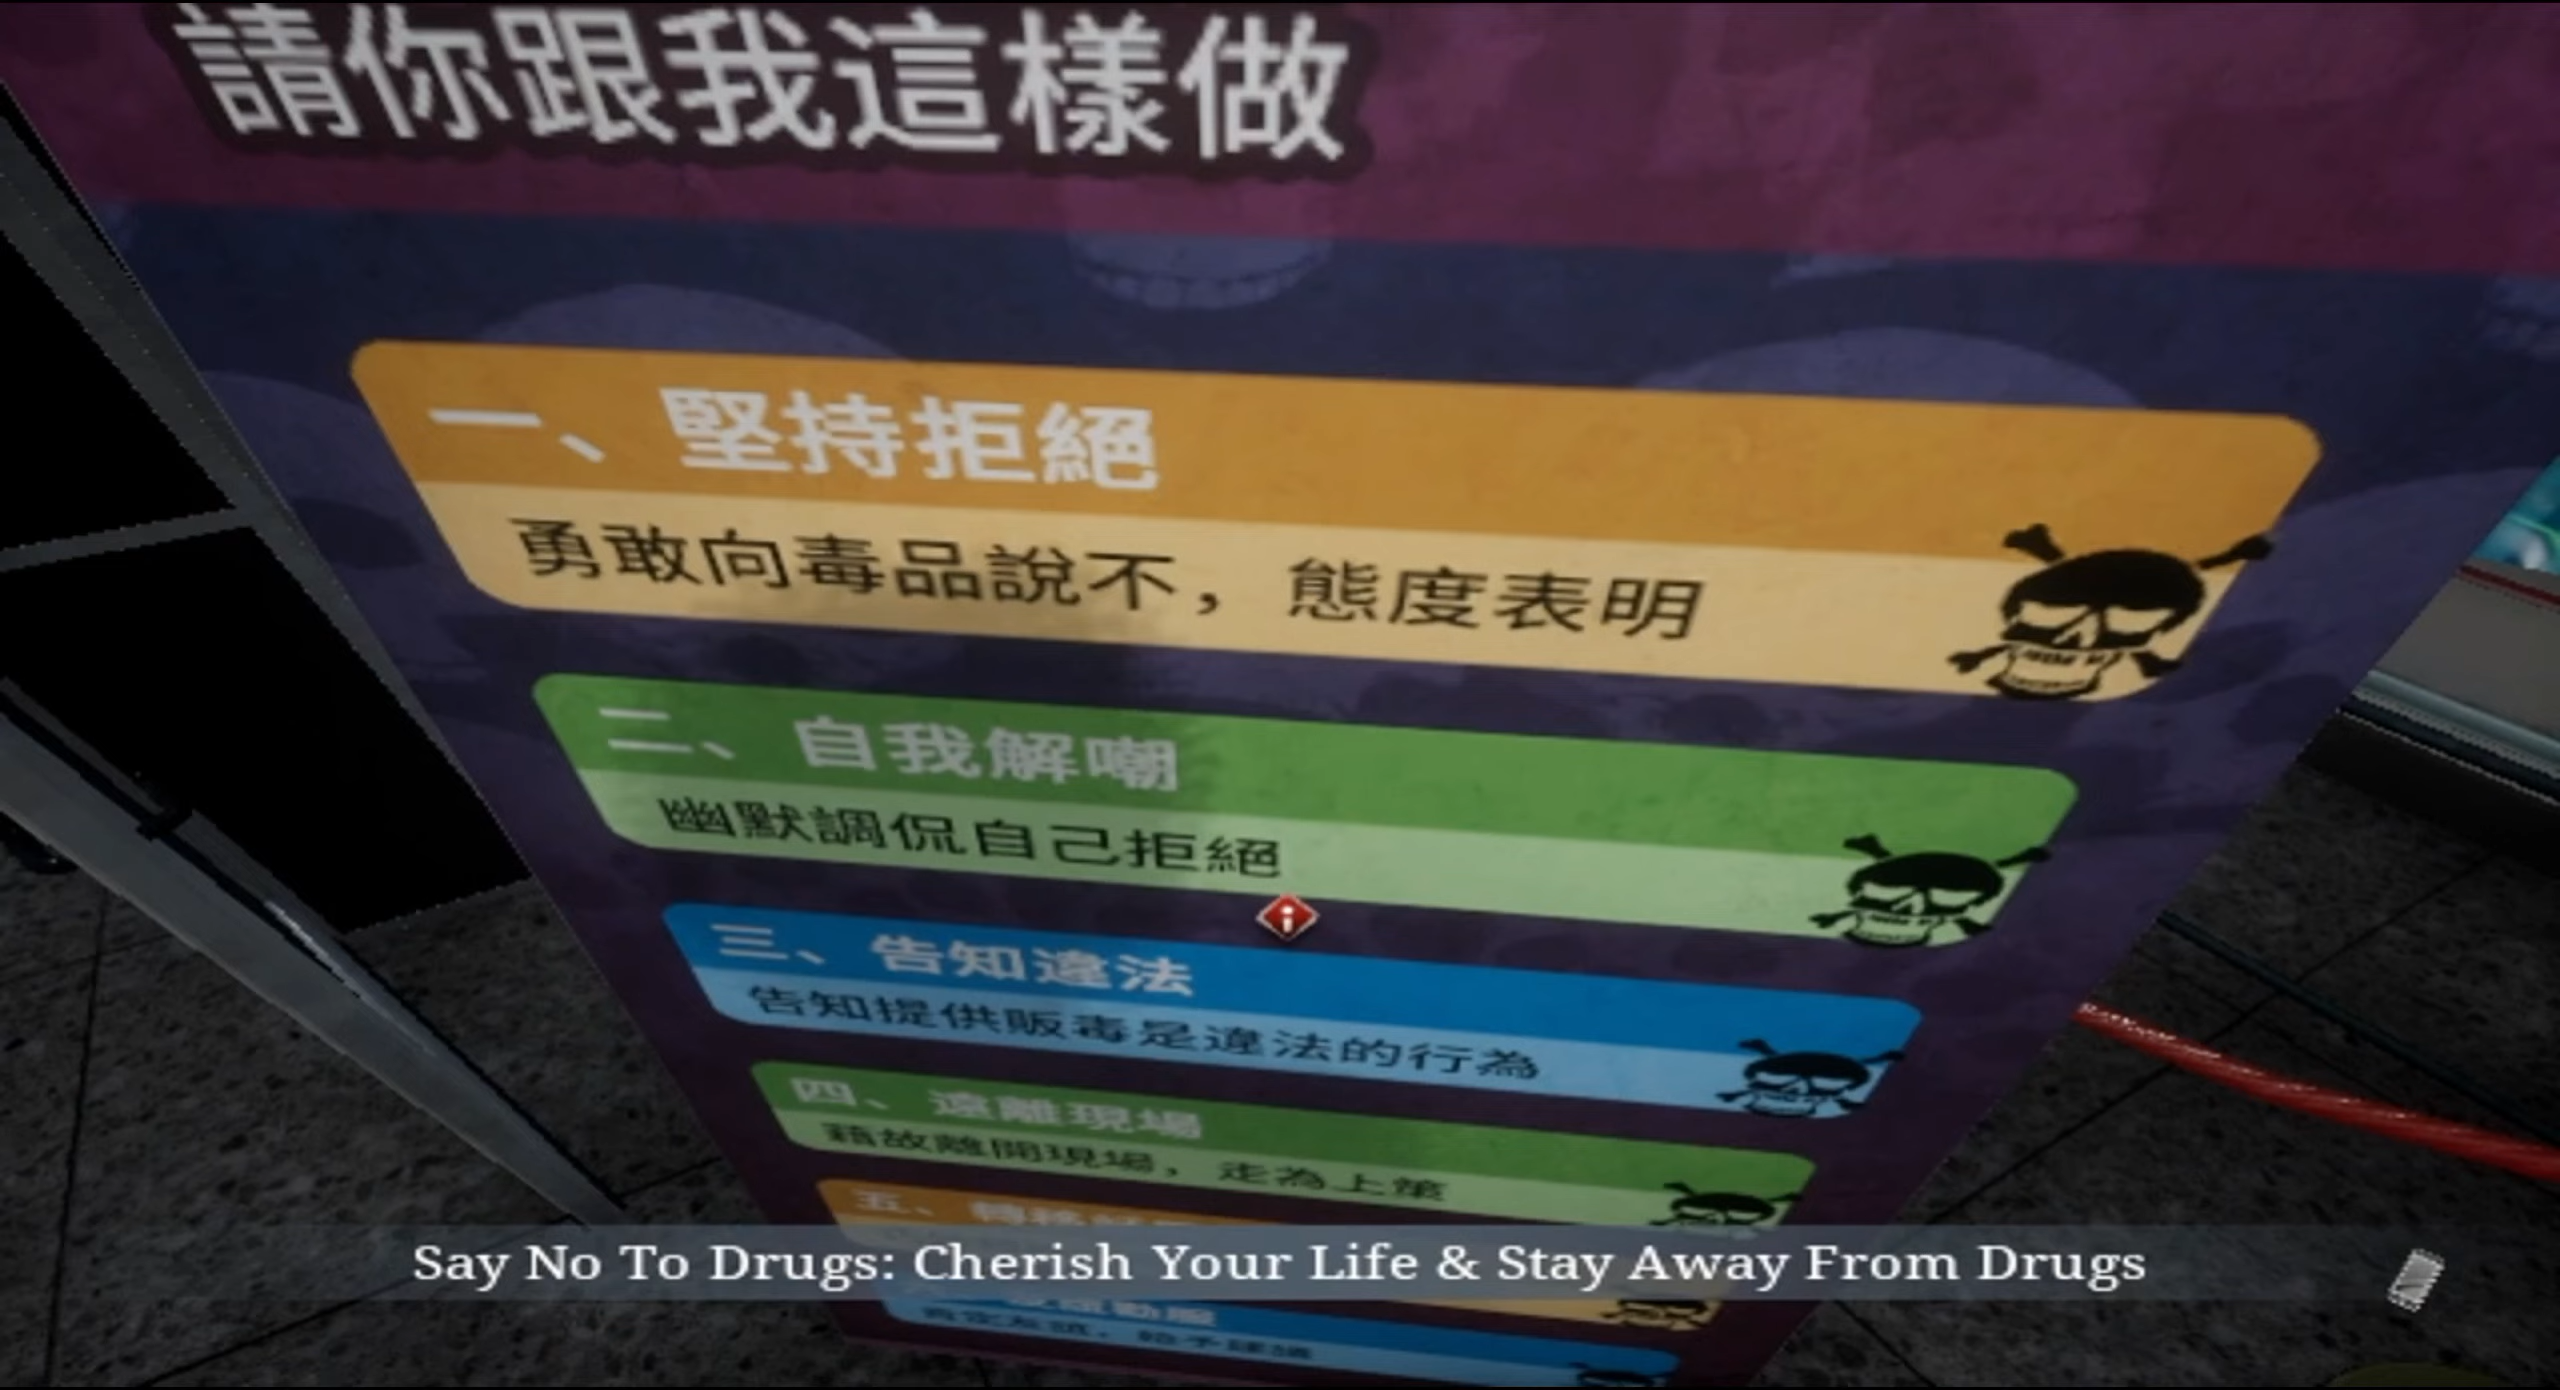 請你跟我這樣做
一、堅持拒絕
勇敢向毒品說不，態度表明
二、自我解嘲
幽默調侃自己拒絕
三、告知違法
告知提供販毒是違法的行為
四、遠離現場
藉故離開現場，走為上策
五、
Say No To Drugs: Cherish Your Life & Stay Away From Drugs